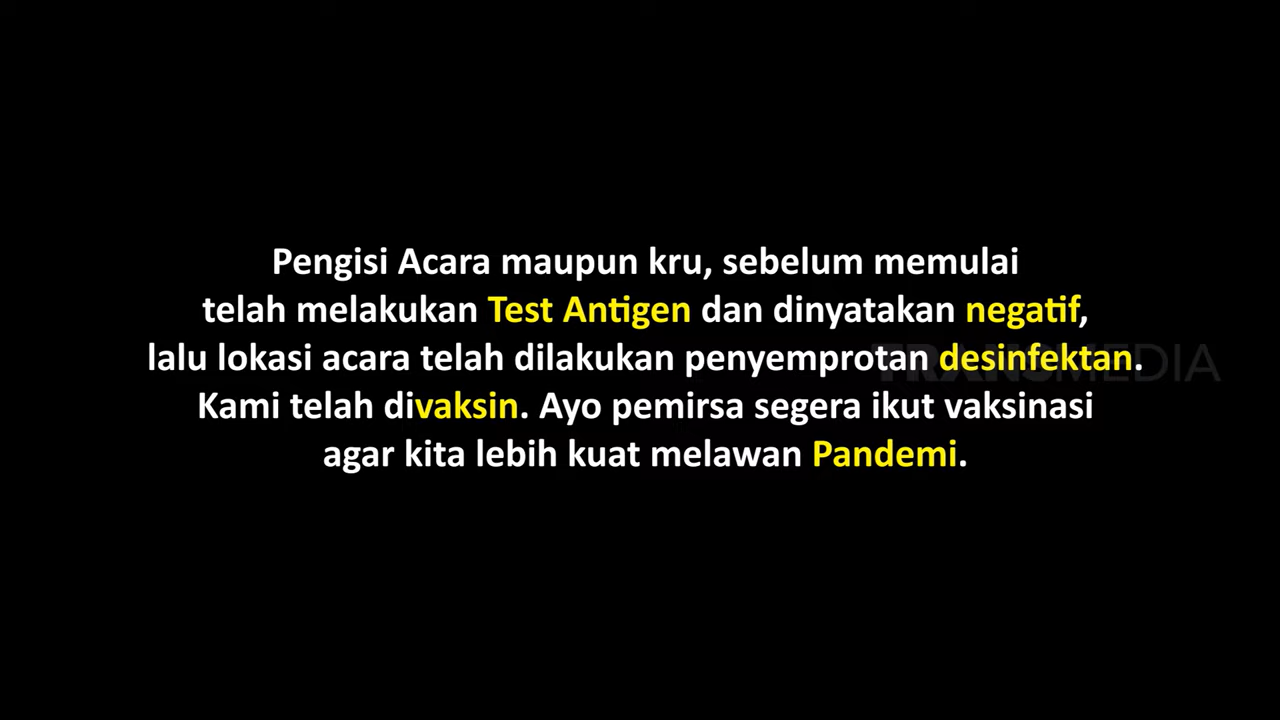 Pengisi Acara maupun kru, sebelum memulai
telah melakukan Test Antigen dan dinyatakan negatif,
lalu lokasi acara telah dilakukan penyemprotan desinfektan.
Kami telah divaksin. Ayo pemirsa segera ikut vaksinasi
agar kita lebih kuat melawan Pandemi.
TRANSMEDIA